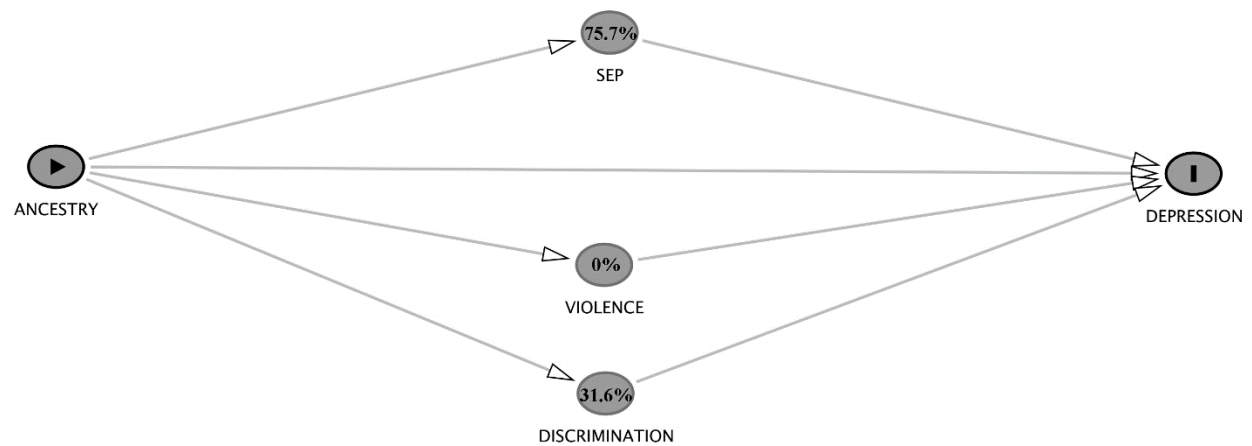 75.7%
SEP
ANCESTRY
DEPRESSION
0%
VIOLENCE
31.6%
DISCRIMINATION